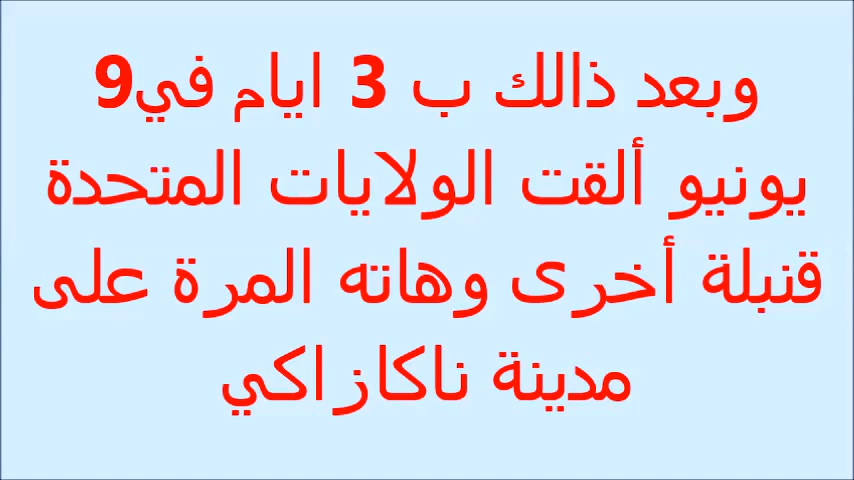 وبعد ذالك ب 3 ايام في9
يونيو ألقت الولايات المتحدة
قنبلة أخرى وهاته المرة على
مدينة ناكازاكي